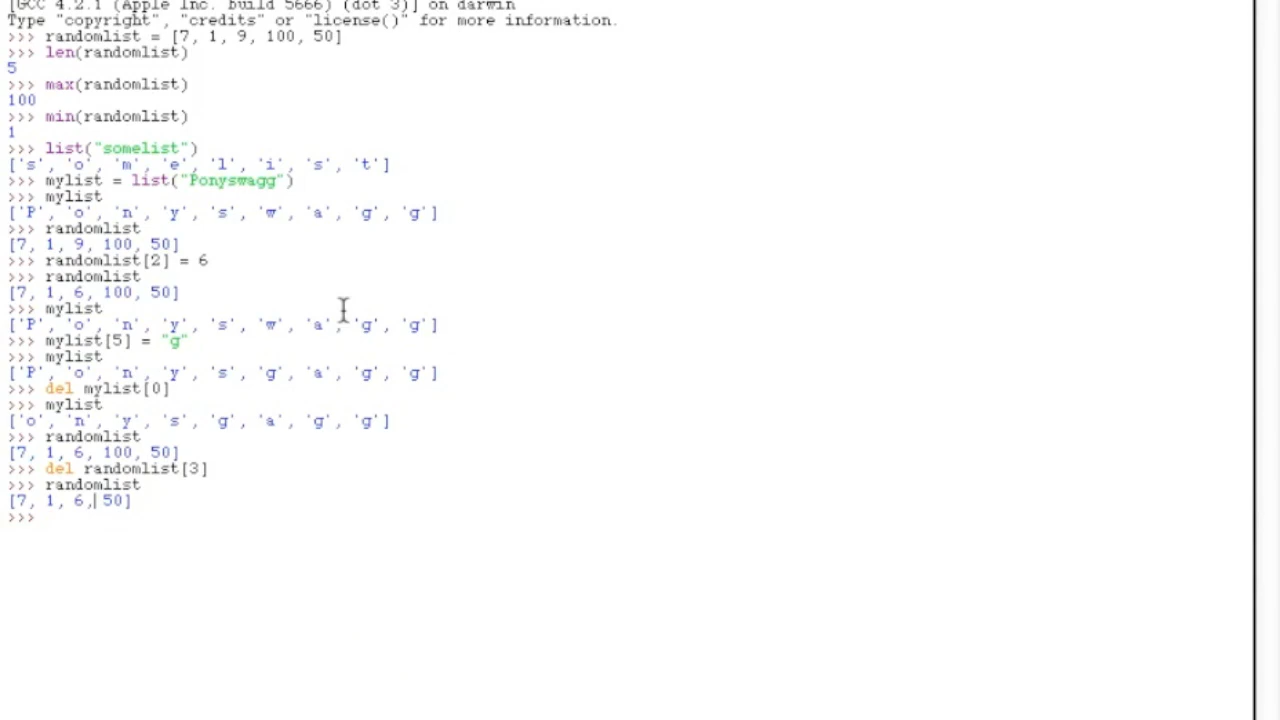 [GCC 4.2.1 (Apple Inc. build 5666) (dot 3)] on darwin
Type "copyright", "credits" or "license()" for more information.
>>> randomlist = [7, 1, 9, 100, 50]
>>> len(randomlist)
5
>>> max(randomlist)
100
>>> min(randomlist)
1
>>> list("somelist")
['s', 'o', 'm', 'e', 'l', 'i', 's', 't']
>>> mylist = list("Ponyswagg")
>>> mylist
['P', 'o', 'n', 'y', 's', 'w', 'a', 'g', 'g']
>>> randomlist
[7, 1, 9, 100, 50]
>>> randomlist[2] = 6
>>> randomlist
[7, 1, 6, 100, 50]
>>> mylist
['P', 'o', 'n', 'y', 's', 'w', 'a', 'g', 'g']
>>> mylist[5] = "g"
>>> mylist
['P', 'o', 'n', 'y', 's', 'g', 'a', 'g', 'g']
>>> del mylist[0]
>>> mylist
['o', 'n', 'y', 's', 'g', 'a', 'g', 'g']
>>> randomlist
[7, 1, 6, 100, 50]
>>> del randomlist[3]
>>> randomlist
[7, 1, 6, 50]
>>>